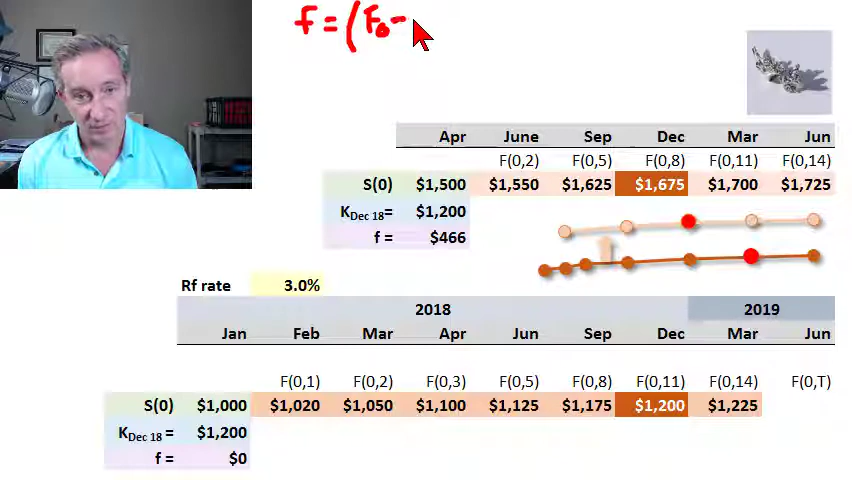 f = (F₀ -
Apr June Sep Dec Mar Jun
F(0,2) F(0,5) F(0,8) F(0,11) F(0,14)
S(0) $1,500 $1,550 $1,625 $1,675 $1,700 $1,725
KDec 18= $1,200
f = $466
Rf rate 3.0%
2018 2019
Jan Feb Mar Apr Jun Sep Dec Mar Jun
F(0,1) F(0,2) F(0,3) F(0,5) F(0,8) F(0,11) F(0,14) F(0,T)
S(0) $1,000 $1,020 $1,050 $1,100 $1,125 $1,175 $1,200 $1,225
KDec 18 = $1,200
f = $0